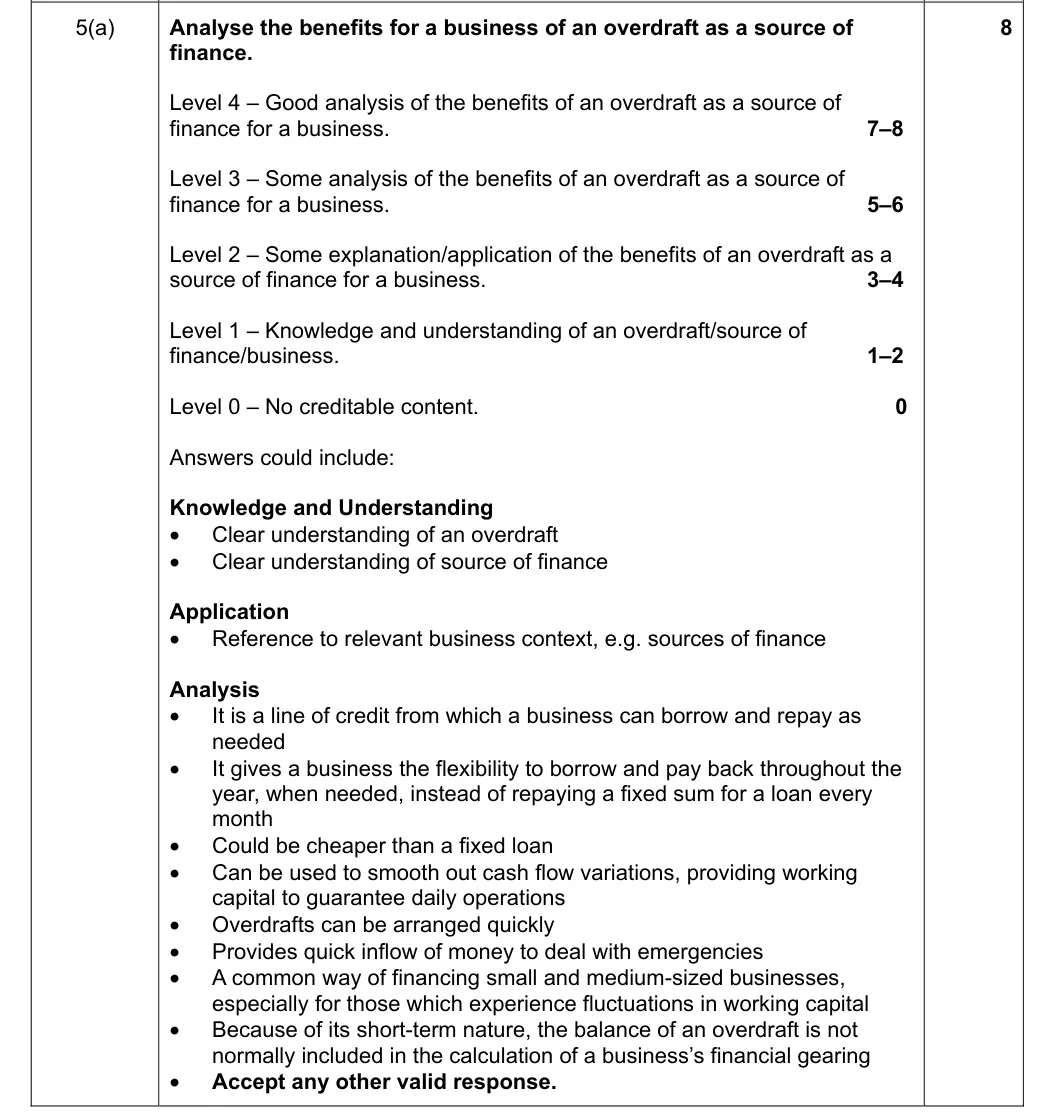 5(a)
Analyse the benefits for a business of an overdraft as a source of
finance.
8
Level 4 – Good analysis of the benefits of an overdraft as a source of
finance for a business.
7–8
Level 3 – Some analysis of the benefits of an overdraft as a source of
finance for a business.
5–6
Level 2 – Some explanation/application of the benefits of an overdraft as a
source of finance for a business.
3–4
Level 1 – Knowledge and understanding of an overdraft/source of
finance/business.
1–2
Level 0 – No creditable content.
0
Answers could include:
Knowledge and Understanding
• Clear understanding of an overdraft
• Clear understanding of source of finance
Application
• Reference to relevant business context, e.g. sources of finance
Analysis
• It is a line of credit from which a business can borrow and repay as
needed
• It gives a business the flexibility to borrow and pay back throughout the
year, when needed, instead of repaying a fixed sum for a loan every
month
• Could be cheaper than a fixed loan
• Can be used to smooth out cash flow variations, providing working
capital to guarantee daily operations
• Overdrafts can be arranged quickly
• Provides quick inflow of money to deal with emergencies
• A common way of financing small and medium-sized businesses,
especially for those which experience fluctuations in working capital
• Because of its short-term nature, the balance of an overdraft is not
normally included in the calculation of a business’s financial gearing
• Accept any other valid response.